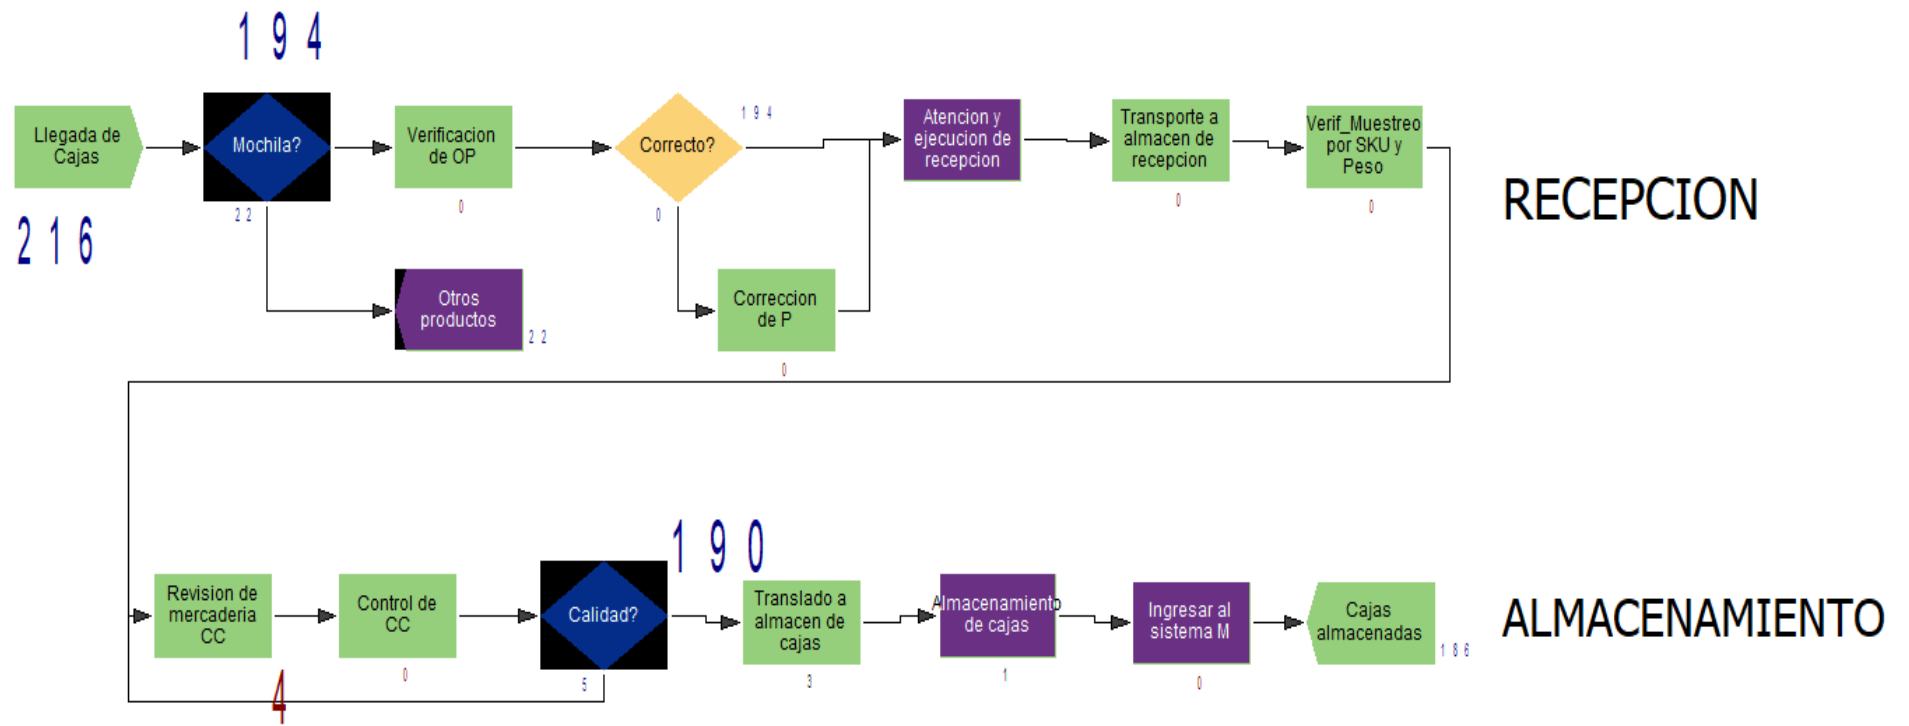 1 9 4
Llegada de
Cajas
Mochila?
Verificacion
de OP
Correcto?
1 9 4
Atencion y
ejecucion de
recepcion
Transporte a
almacen de
recepcion
Verif_Muestreo
por SKU y
Peso
RECEPCION
2 1 6
2 2
0
0
0
0
Otros
productos
2 2
Correccion
de P
0
1 9 0
Revision de
mercaderia
CC
Control de
CC
Calidad?
Translado a
almacen de
cajas
Almacenamiento
de cajas
Ingresar al
sistema M
Cajas
almacenadas
ALMACENAMIENTO
4
0
5
3
1
0
1 8 6